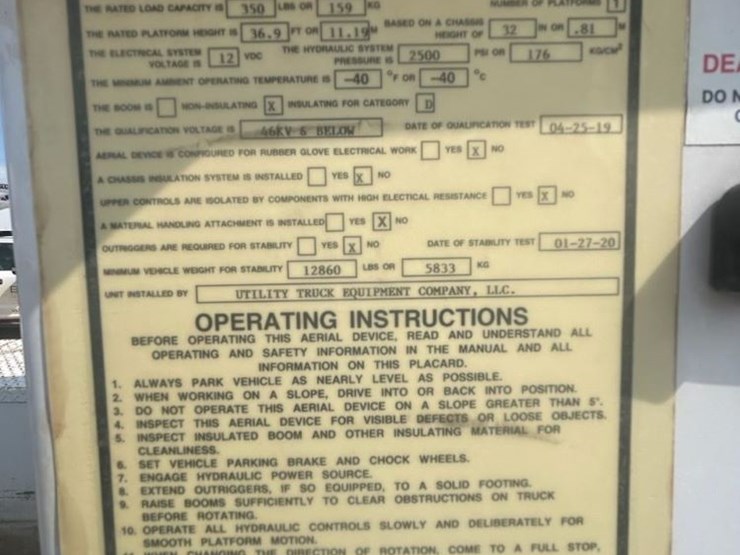 THE RATED LOAD CAPACITY IS 350 LBS OR 159 KG NUMBER OF PLATFORMS 1
THE RATED PLATFORM HEIGHT IS 36.9 FT OR 11.19 M BASED ON A CHASSIS HEIGHT OF 32 IN OR .81 M
THE ELECTRICAL SYSTEM VOLTAGE IS 12 VDC THE HYDRAULIC SYSTEM PRESSURE IS 2500 PSI OR 176 KG/CM²
THE MINIMUM AMBIENT OPERATING TEMPERATURE IS -40 °F OR -40 °C
THE BOOM IS NON-INSULATING X INSULATING FOR CATEGORY D
THE QUALIFICATION VOLTAGE IS 46KV & BELOW DATE OF QUALIFICATION TEST 04-25-19
AERIAL DEVICE IS CONFIGURED FOR RUBBER GLOVE ELECTRICAL WORK YES X NO
A CHASSIS INSULATION SYSTEM IS INSTALLED YES X NO
UPPER CONTROLS ARE ISOLATED BY COMPONENTS WITH HIGH ELECTICAL RESISTANCE YES X NO
A MATERIAL HANDLING ATTACHMENT IS INSTALLED YES X NO
OUTRIGGERS ARE REQUIRED FOR STABILITY YES X NO DATE OF STABILITY TEST 01-27-20
MINIMUM VEHICLE WEIGHT FOR STABILITY 12860 LBS OR 5833 KG
UNIT INSTALLED BY UTILITY TRUCK EQUIPMENT COMPANY, LLC.
OPERATING INSTRUCTIONS
BEFORE OPERATING THIS AERIAL DEVICE, READ AND UNDERSTAND ALL
OPERATING AND SAFETY INFORMATION IN THE MANUAL AND ALL
INFORMATION ON THIS PLACARD.
1. ALWAYS PARK VEHICLE AS NEARLY LEVEL AS POSSIBLE.
2. WHEN WORKING ON A SLOPE, DRIVE INTO OR BACK INTO POSITION.
3. DO NOT OPERATE THIS AERIAL DEVICE ON A SLOPE GREATER THAN 5°.
4. INSPECT THIS AERIAL DEVICE FOR VISIBLE DEFECTS OR LOOSE OBJECTS.
5. INSPECT INSULATED BOOM AND OTHER INSULATING MATERIAL FOR
CLEANLINESS.
6. SET VEHICLE PARKING BRAKE AND CHOCK WHEELS.
7. ENGAGE HYDRAULIC POWER SOURCE.
8. EXTEND OUTRIGGERS, IF SO EQUIPPED, TO A SOLID FOOTING.
9. RAISE BOOMS SUFFICIENTLY TO CLEAR OBSTRUCTIONS ON TRUCK
BEFORE ROTATING.
10. OPERATE ALL HYDRAULIC CONTROLS SLOWLY AND DELIBERATELY FOR
SMOOTH PLATFORM MOTION.
11. WHEN CHANGING THE DIRECTION OF ROTATION, COME TO A FULL STOP,
DO